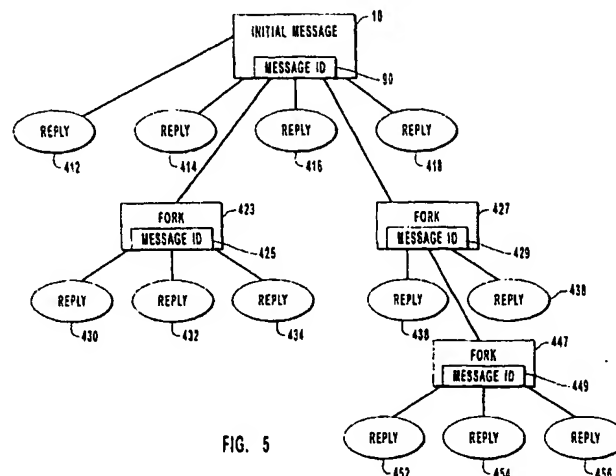 10
INITIAL MESSAGE
MESSAGE ID
90
REPLY REPLY REPLY REPLY
412 414 416 418
423 427
FORK FORK
MESSAGE ID MESSAGE ID
425 429
REPLY REPLY REPLY REPLY REPLY 438
430 432 434 438
447
FORK
MESSAGE ID 449
REPLY REPLY REPLY
FIG. 5
452 454 456